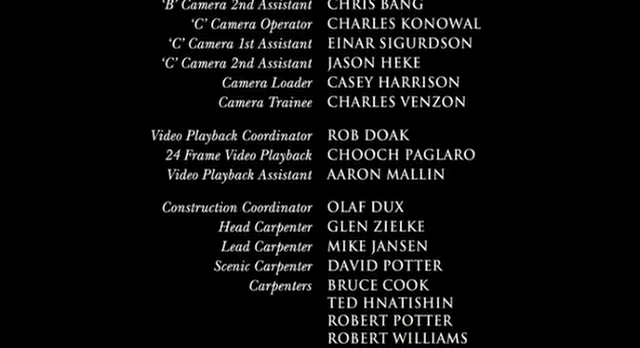 'B' Camera 2nd Assistant CHRIS BANG
'C' Camera Operator CHARLES KONOWAL
'C' Camera 1st Assistant EINAR SIGURDSON
'C' Camera 2nd Assistant JASON HEKE
Camera Loader CASEY HARRISON
Camera Trainee CHARLES VENZON
Video Playback Coordinator ROB DOAK
24 Frame Video Playback CHOOCH PAGLARO
Video Playback Assistant AARON MALLIN
Construction Coordinator OLAF DUX
Head Carpenter GLEN ZIELKE
Lead Carpenter MIKE JANSEN
Scenic Carpenter DAVID POTTER
Carpenters BRUCE COOK
TED HNATISHIN
ROBERT POTTER
ROBERT WILLIAMS